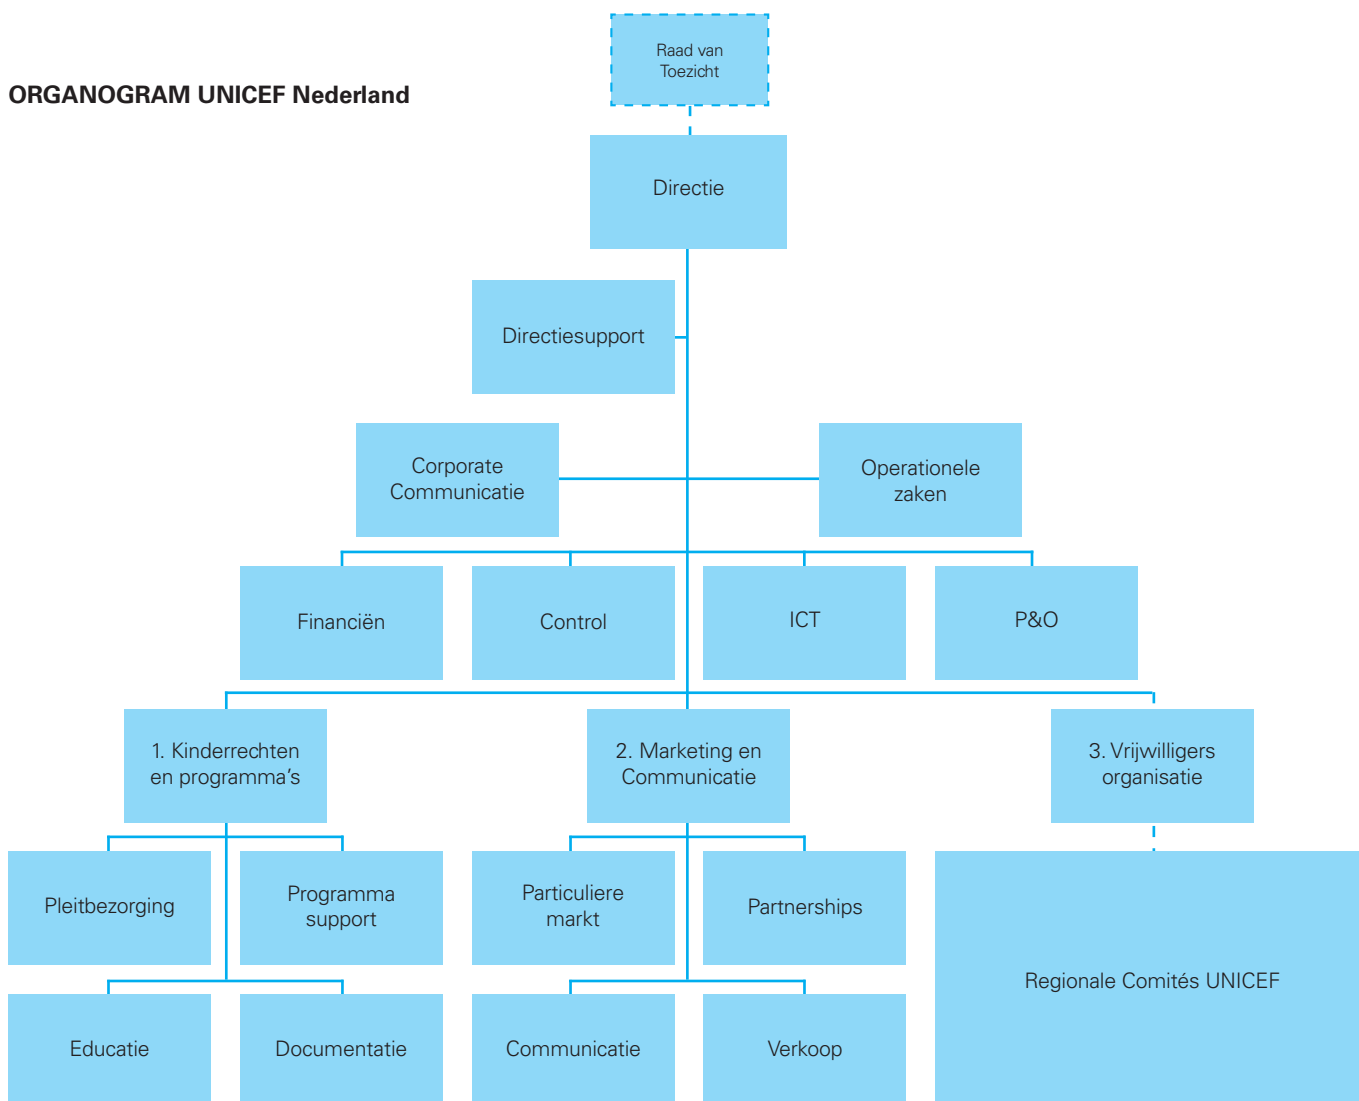 Raad van
Toezicht
ORGANOGRAM UNICEF Nederland
Directie
Directiesupport
Corporate
Communicatie
Operationele
zaken
Financiën
Control
ICT
P&O
1. Kinderrechten
en programma's
2. Marketing en
Communicatie
3. Vrijwilligers
organisatie
Pleitbezorging
Programma
support
Particuliere
markt
Partnerships
Regionale Comités UNICEF
Educatie
Documentatie
Communicatie
Verkoop